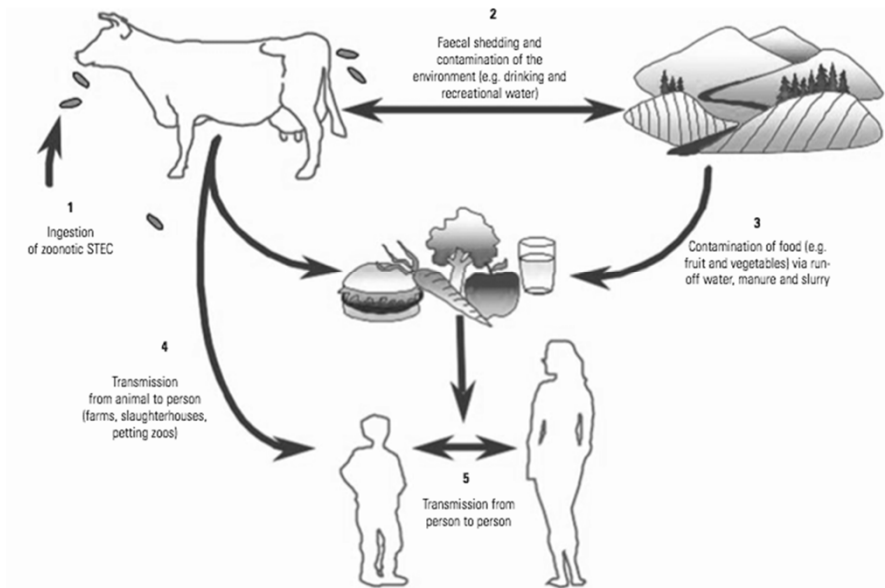 2
Faecal shedding and
contamination of the
environment (e.g. drinking and
recreational water)
1
Ingestion
of zoonotic STEC
3
Contamination of food (e.g.
fruit and vegetables) via run-
off water, manure and slurry
4
Transmission
from animal to person
(farms, slaughterhouses,
petting zoos)
5
Transmission from
person to person